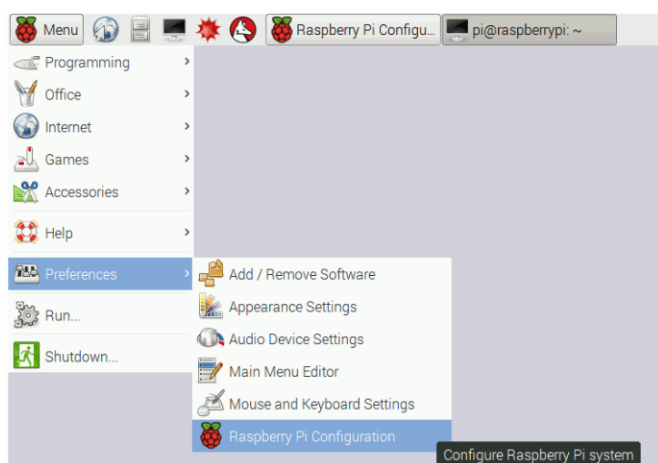 Menu Raspberry Pi Configu... pi@raspberrypi: ~
Programming
Office
Internet
Games
Accessories
Help
Preferences
Run...
Shutdown...
Add / Remove Software
Appearance Settings
Audio Device Settings
Main Menu Editor
Mouse and Keyboard Settings
Raspberry Pi Configuration
Configure Raspberry Pi system